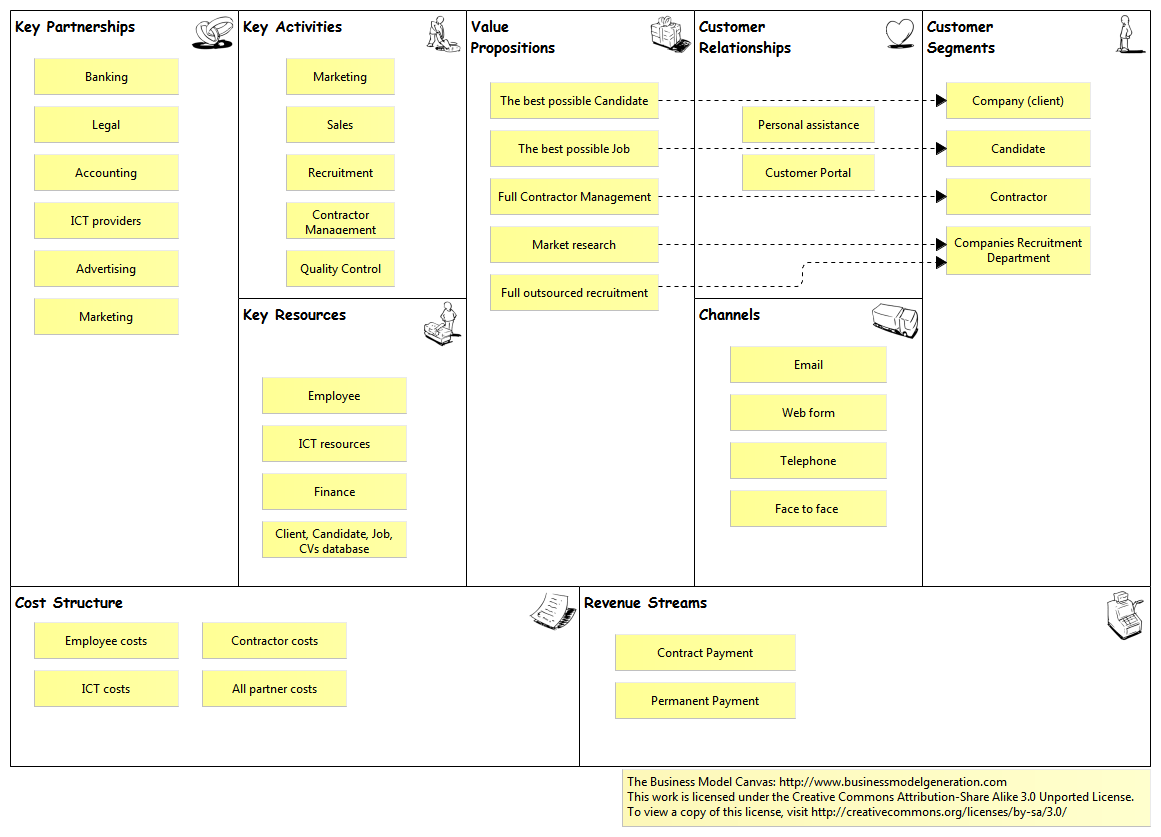 Key Partnerships
Banking
Legal
Accounting
ICT providers
Advertising
Marketing
Key Activities
Marketing
Sales
Recruitment
Contractor
Management
Quality Control
Key Resources
Employee
ICT resources
Finance
Client, Candidate, Job,
CVs database
Value
Propositions
The best possible Candidate
The best possible Job
Full Contractor Management
Market research
Full outsourced recruitment
Customer
Relationships
Personal assistance
Customer Portal
Channels
Email
Web form
Telephone
Face to face
Customer
Segments
Company (client)
Candidate
Contractor
Companies Recruitment
Department
Cost Structure
Employee costs
Contractor costs
ICT costs
All partner costs
Revenue Streams
Contract Payment
Permanent Payment
The Business Model Canvas: http://www.businessmodelgeneration.com
This work is licensed under the Creative Commons Attribution-Share Alike 3.0 Unported License.
To view a copy of this license, visit http://creativecommons.org/licenses/by-sa/3.0/